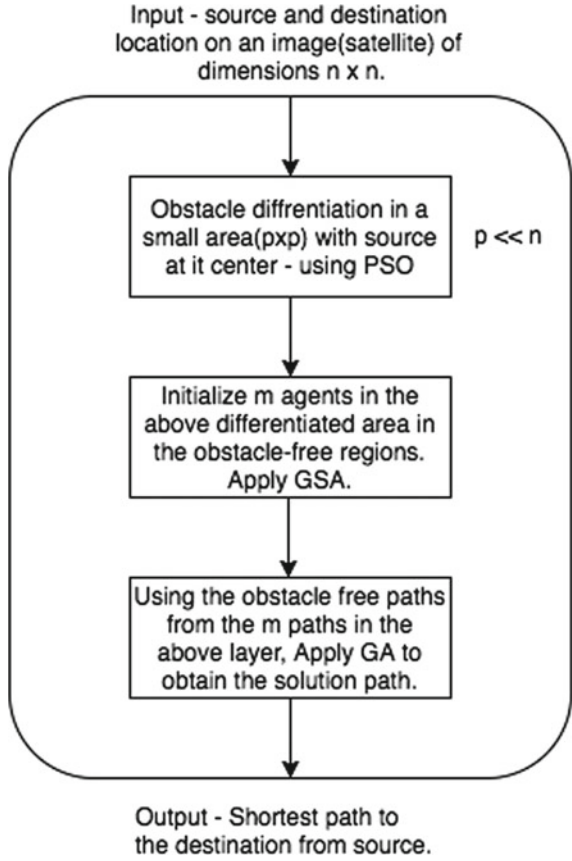 Input - source and destination
location on an image(satellite) of
dimensions n x n.
Obstacle diffrentiation in a
small area(pxp) with source
at it center - using PSO
p << n
Initialize m agents in the
above differentiated area in
the obstacle-free regions.
Apply GSA.
Using the obstacle free paths
from the m paths in the
above layer, Apply GA to
obtain the solution path.
Output - Shortest path to
the destination from source.